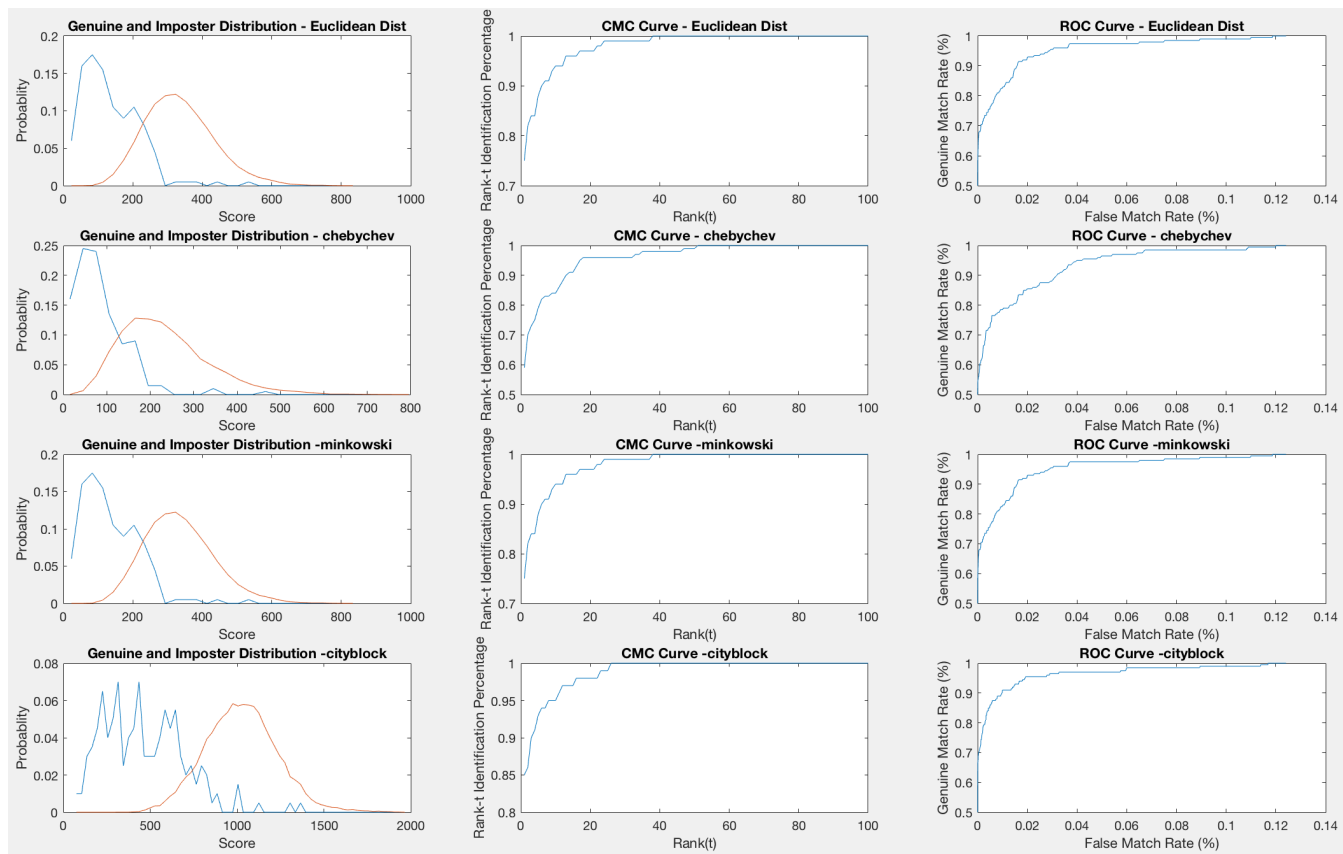 Genuine and Imposter Distribution - Euclidean Dist
0.2
0.15
0.1
0.05
0
Probablity
0 200 400 600 800 1000
Score
CMC Curve - Euclidean Dist
1
0.9
0.8
0.7
Rank-t Identification Percentage
0 20 40 60 80 100
Rank(t)
ROC Curve - Euclidean Dist
1
0.9
0.8
0.7
0.6
0.5
Genuine Match Rate (%)
0 0.02 0.04 0.06 0.08 0.10 0.12 0.14
False Match Rate (%)
Genuine and Imposter Distribution - chebychev
0.25
0.2
0.15
0.1
0.05
0
Probablity
0 100 200 300 400 500 600 700 800
Score
CMC Curve - chebychev
1
0.9
0.8
0.7
0.6
0.5
Rank-t Identification Percentage
0 20 40 60 80 100
Rank(t)
ROC Curve - chebychev
1
0.9
0.8
0.7
0.6
0.5
Genuine Match Rate (%)
0 0.02 0.04 0.06 0.08 0.10 0.12 0.14
False Match Rate (%)
Genuine and Imposter Distribution -minkowski
0.2
0.15
0.1
0.05
0
Probablity
0 200 400 600 800 1000
Score
CMC Curve -minkowski
1
0.9
0.8
0.7
Rank-t Identification Percentage
0 20 40 60 80 100
Rank(t)
ROC Curve -minkowski
1
0.9
0.8
0.7
0.6
0.5
Genuine Match Rate (%)
0 0.02 0.04 0.06 0.08 0.10 0.12 0.14
False Match Rate (%)
Genuine and Imposter Distribution -cityblock
0.08
0.06
0.04
0.02
0
Probablity
0 500 1000 1500 2000
Score
CMC Curve -cityblock
1
0.95
0.9
0.85
0.8
Rank-t Identification Percentage
0 20 40 60 80 100
Rank(t)
ROC Curve -cityblock
1
0.9
0.8
0.7
0.6
0.5
Genuine Match Rate (%)
0 0.02 0.04 0.06 0.08 0.10 0.12 0.14
False Match Rate (%)